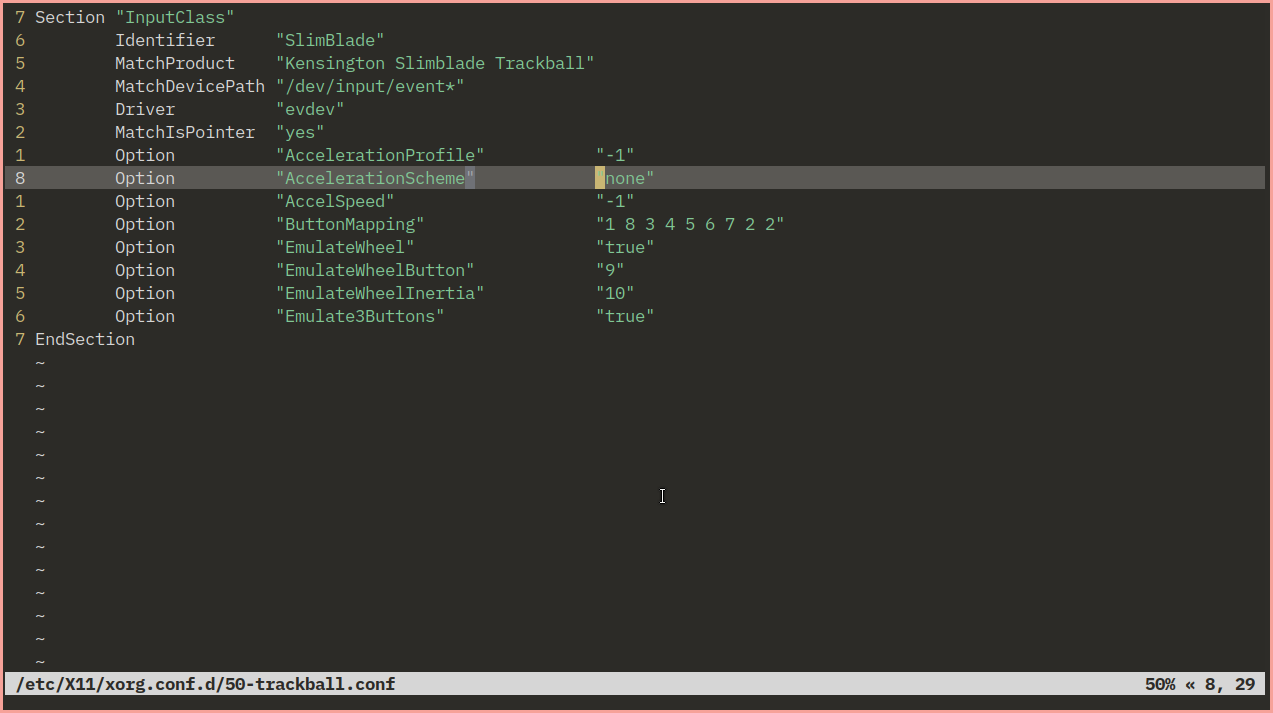 7 Section "InputClass"
6         Identifier      "SlimBlade"
5         MatchProduct    "Kensington Slimblade Trackball"
4         MatchDevicePath "/dev/input/event*"
3         Driver          "evdev"
2         MatchIsPointer  "yes"
1         Option          "AccelerationProfile"           "-1"
8         Option          "AccelerationScheme"            "none"
1         Option          "AccelSpeed"                    "-1"
2         Option          "ButtonMapping"                 "1 8 3 4 5 6 7 2 2"
3         Option          "EmulateWheel"                  "true"
4         Option          "EmulateWheelButton"            "9"
5         Option          "EmulateWheelInertia"           "10"
6         Option          "Emulate3Buttons"               "true"
7 EndSection
~
~
~
~
~
~
~
~
~
~
~
~
~
~
/etc/X11/xorg.conf.d/50-trackball.conf 50% « 8, 29